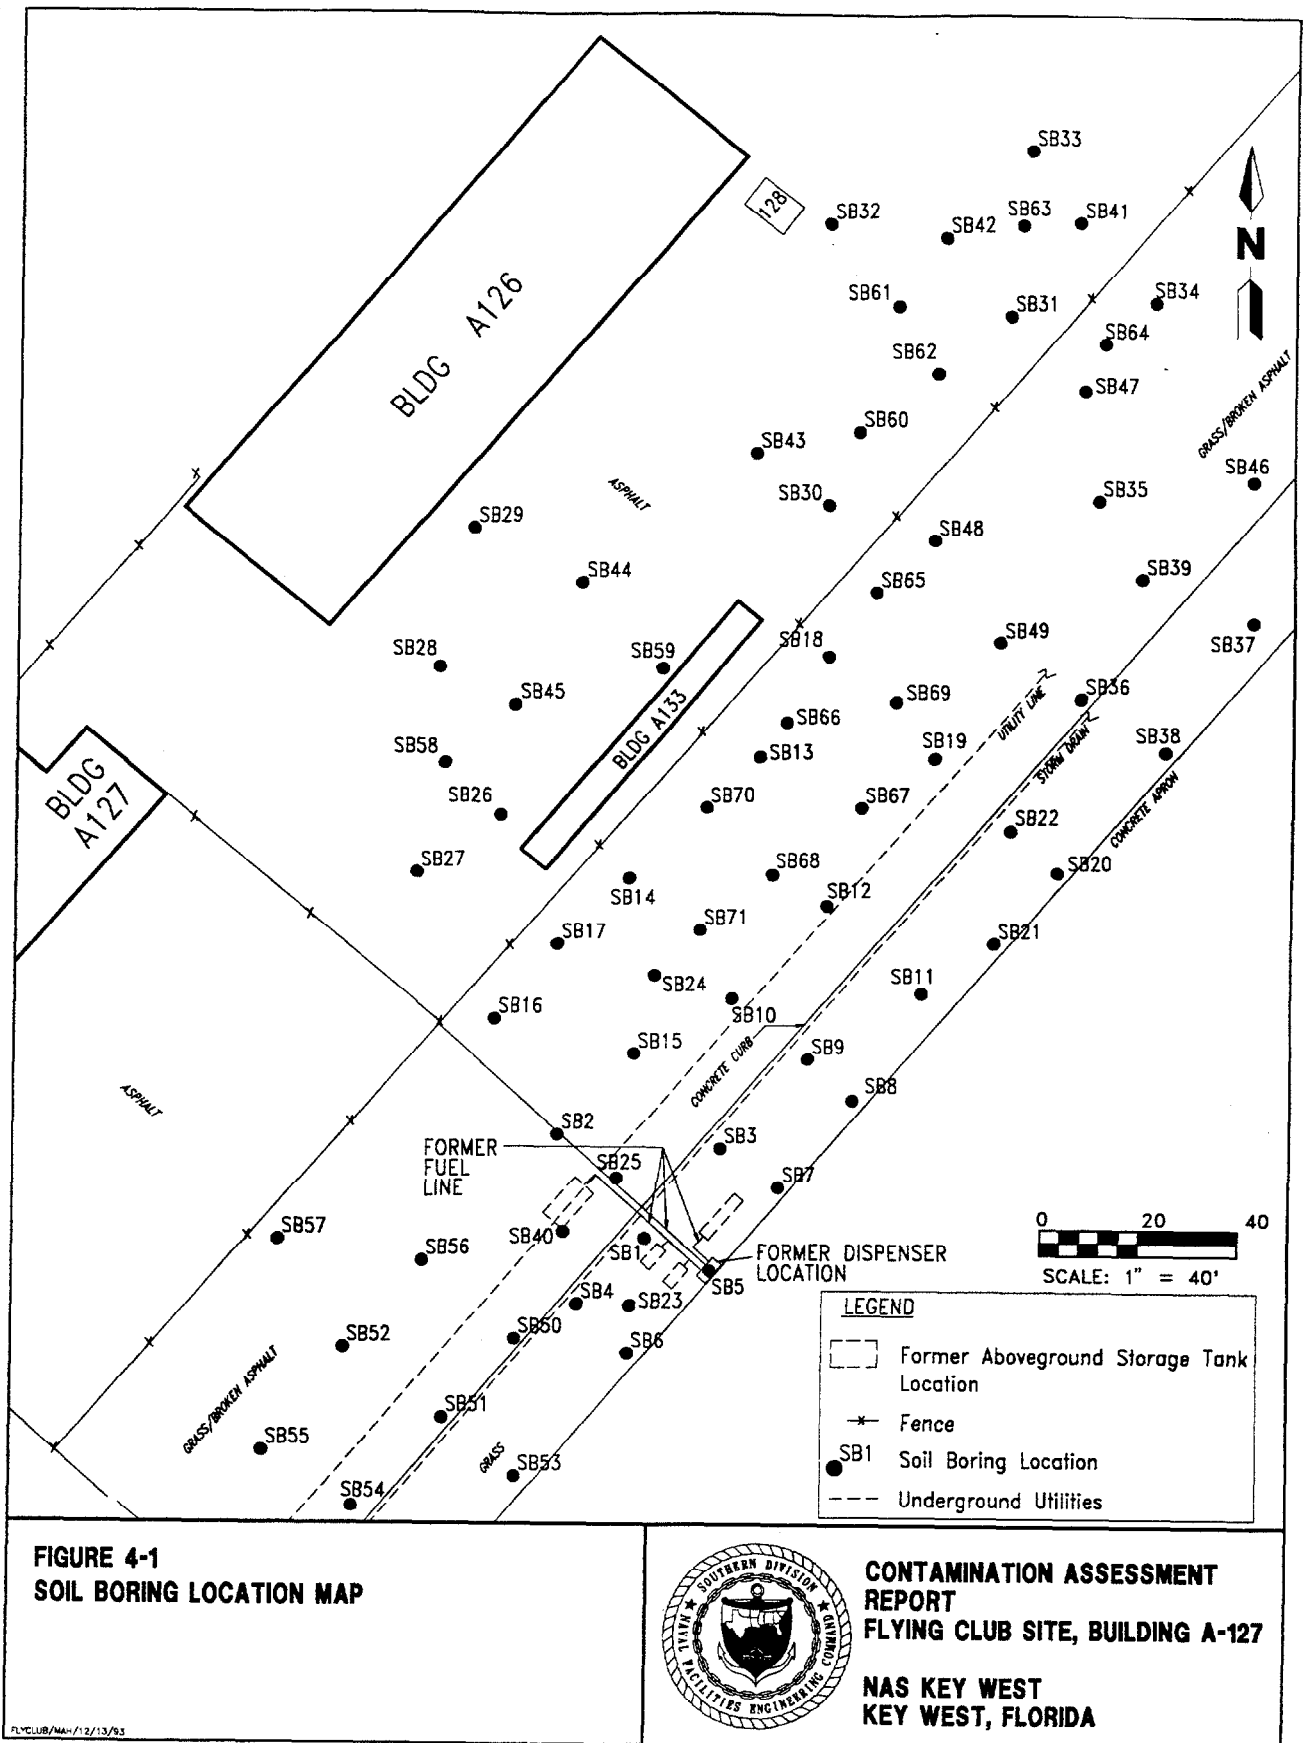 SB33
128
SB32
SB42
SB63
SB41
N
BLDG A126
SB61
SB31
SB34
SB64
SB62
SB47
GRASS/BROKEN ASPHALT
SB60
SB43
SB46
ASPHALT
SB30
SB35
SB29
SB48
SB44
SB65
SB39
SB18
SB49
SB37
SB28
SB59
SB45
SB69
UTILITY LINE
SB36
BLDG A133
SB66
SB38
SB58
SB13
SB19
STORM DRAIN
BLDG
A127
SB26
SB70
SB67
SB22
CONCRETE APRON
SB27
SB68
SB20
SB14
SB12
SB17
SB71
SB21
SB24
SB11
SB16
SB10
SB15
SB9
CONCRETE CURB
ASPHALT
SB8
SB2
SB3
FORMER
FUEL
LINE
SB25
SB7
SB57
SB40
SB56
SB1
FORMER DISPENSER
LOCATION
SB5
0 20 40
SCALE: 1" = 40'
SB4
SB23
SB50
SB6
SB52
GRASS/BROKEN ASPHALT
SB51
SB55
GRASS
SB53
SB54
LEGEND
Former Aboveground Storage Tank
Location
Fence
SB1 Soil Boring Location
Underground Utilities
FIGURE 4-1
SOIL BORING LOCATION MAP
SOUTHERN DIVISION
NAVAL FACILITIES ENGINEERING COMMAND
CONTAMINATION ASSESSMENT
REPORT
FLYING CLUB SITE, BUILDING A-127
NAS KEY WEST
KEY WEST, FLORIDA
FLYCLUB/MAH/12/13/93